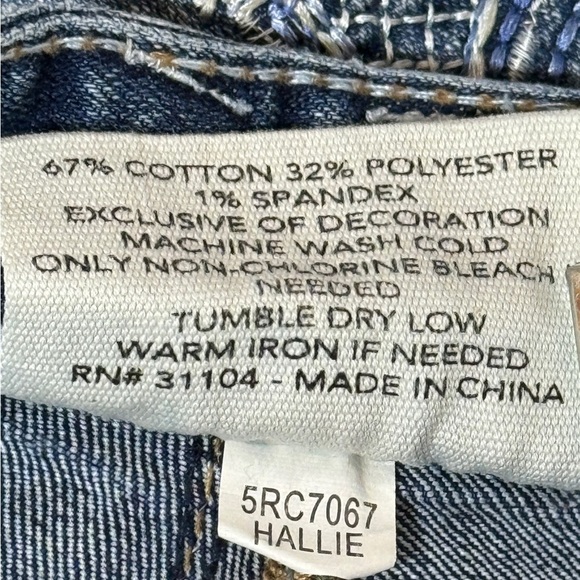 67% COTTON 32% POLYESTER
1% SPANDEX
EXCLUSIVE OF DECORATION
MACHINE WASH COLD
ONLY NON-CHLORINE BLEACH
NEEDED
TUMBLE DRY LOW
WARM IRON IF NEEDED
RN# 31104 - MADE IN CHINA
5RC7067
HALLIE